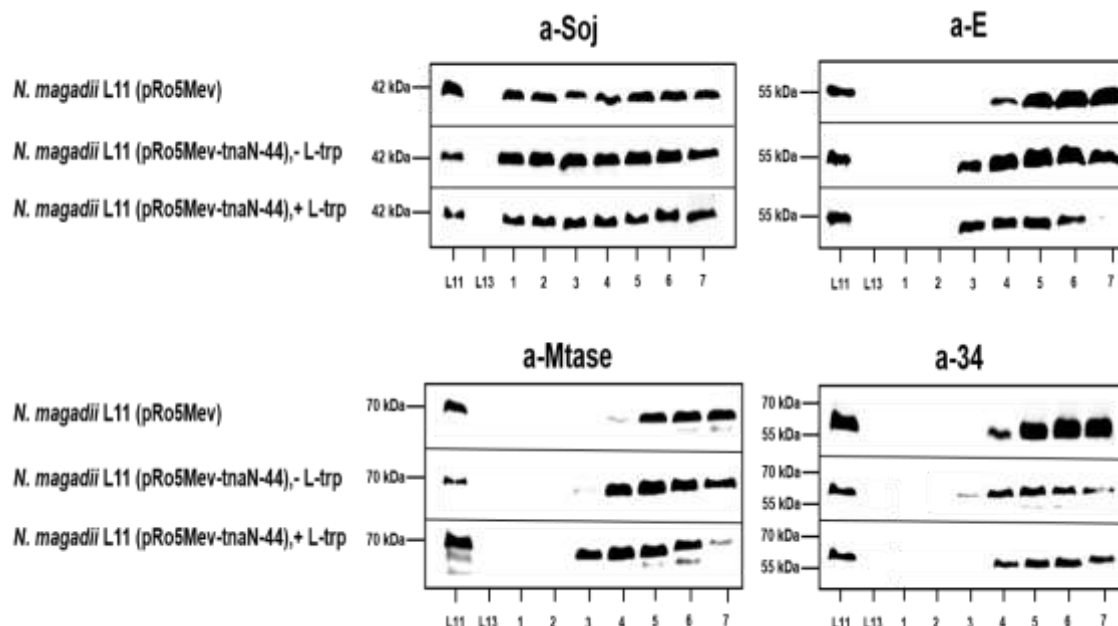 a-Soj
a-E
N. magadii L11 (pRo5Mev)
42 kDa
55 kDa
N. magadii L11 (pRo5Mev-tnaN-44),- L-trp
42 kDa
55 kDa
N. magadii L11 (pRo5Mev-tnaN-44),+ L-trp
42 kDa
55 kDa
L11 L13 1 2 3 4 5 6 7
L11 L13 1 2 3 4 5 6 7
a-Mtase
a-34
N. magadii L11 (pRo5Mev)
70 kDa
70 kDa
55 kDa
N. magadii L11 (pRo5Mev-tnaN-44),- L-trp
70 kDa
70 kDa
55 kDa
N. magadii L11 (pRo5Mev-tnaN-44),+ L-trp
70 kDa
70 kDa
55 kDa
L11 L13 1 2 3 4 5 6 7
L11 L13 1 2 3 4 5 6 7